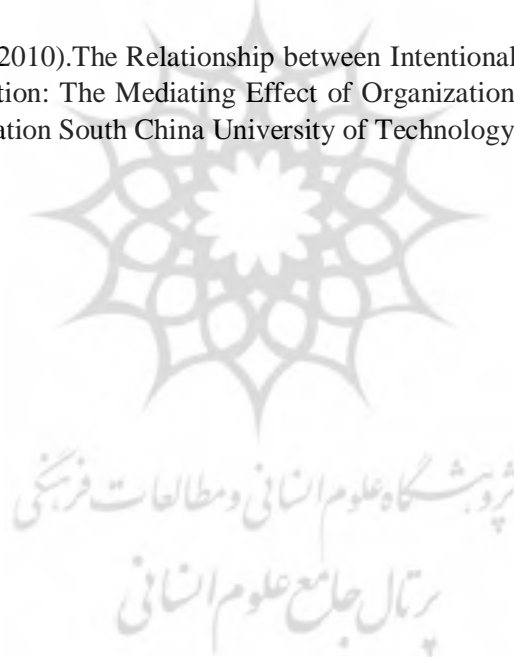 2010).The Relationship between Intentional
tion: The Mediating Effect of Organization
ation South China University of Technology
پژوهشگاه علوم انسانی و مطالعات فرهنگی
پرتال جامع علوم انسانی